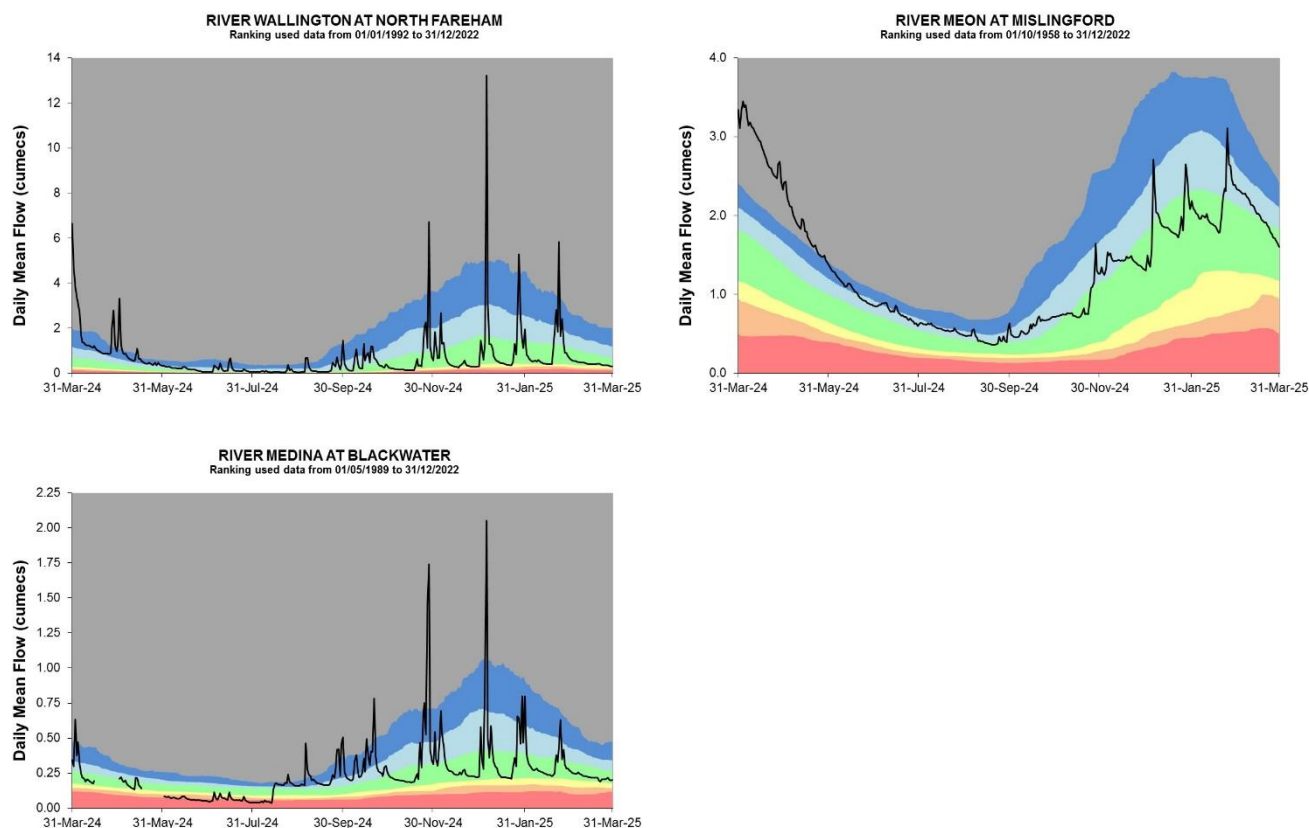 RIVER WALLINGTON AT NORTH FAREHAM
Ranking used data from 01/01/1992 to 31/12/2022
Daily Mean Flow (cumecs)
14
12
10
8
6
4
2
0
31-Mar-24 31-May-24 31-Jul-24 30-Sep-24 30-Nov-24 31-Jan-25 31-Mar-25
RIVER MEON AT MISLINGFORD
Ranking used data from 01/10/1958 to 31/12/2022
Daily Mean Flow (cumecs)
4.0
3.0
2.0
1.0
0.0
31-Mar-24 31-May-24 31-Jul-24 30-Sep-24 30-Nov-24 31-Jan-25 31-Mar-25
RIVER MEDINA AT BLACKWATER
Ranking used data from 01/05/1989 to 31/12/2022
Daily Mean Flow (cumecs)
2.25
2.00
1.75
1.50
1.25
1.00
0.75
0.50
0.25
0.00
31-Mar-24 31-May-24 31-Jul-24 30-Sep-24 30-Nov-24 31-Jan-25 31-Mar-25